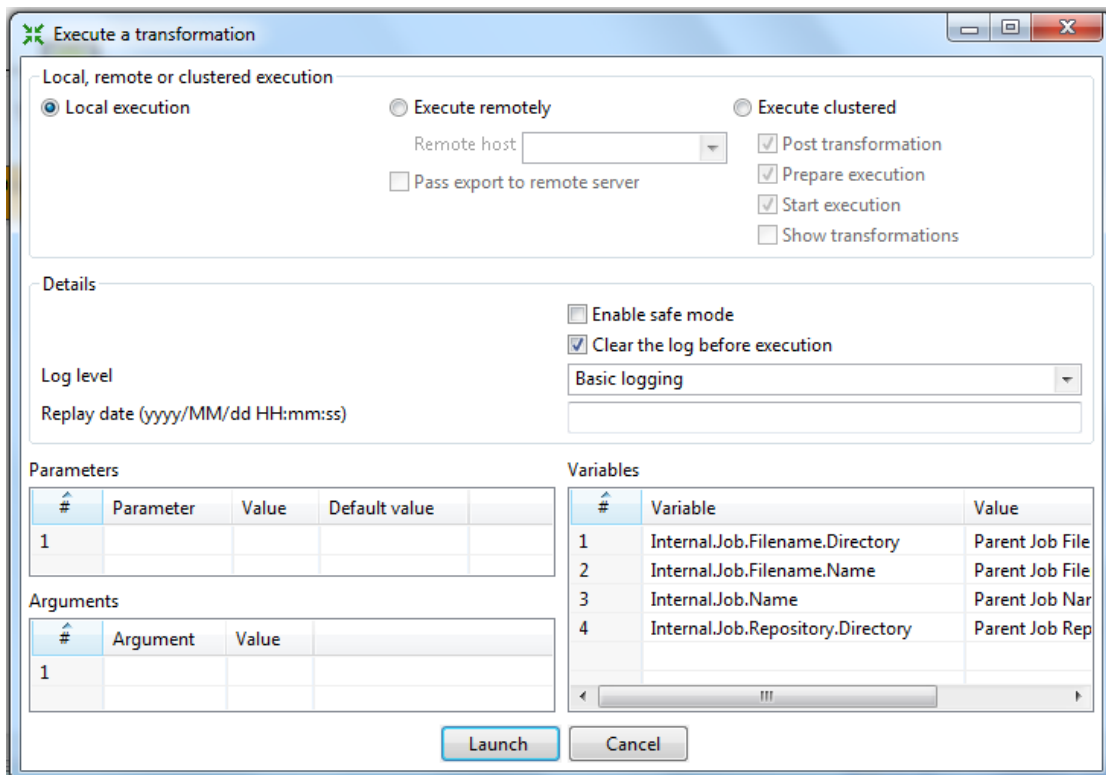 Execute a transformation
Local, remote or clustered execution
Local execution
Execute remotely
Execute clustered
Remote host
Post transformation
Pass export to remote server
Prepare execution
Start execution
Show transformations
Details
Enable safe mode
Clear the log before execution
Log level
Basic logging
Replay date (yyyy/MM/dd HH:mm:ss)
Parameters
# Parameter Value Default value
1
Arguments
# Argument Value
1
Variables
# Variable Value
1 Internal.Job.Filename.Directory Parent Job File
2 Internal.Job.Filename.Name Parent Job File
3 Internal.Job.Name Parent Job Nar
4 Internal.Job.Repository.Directory Parent Job Rep
Launch
Cancel